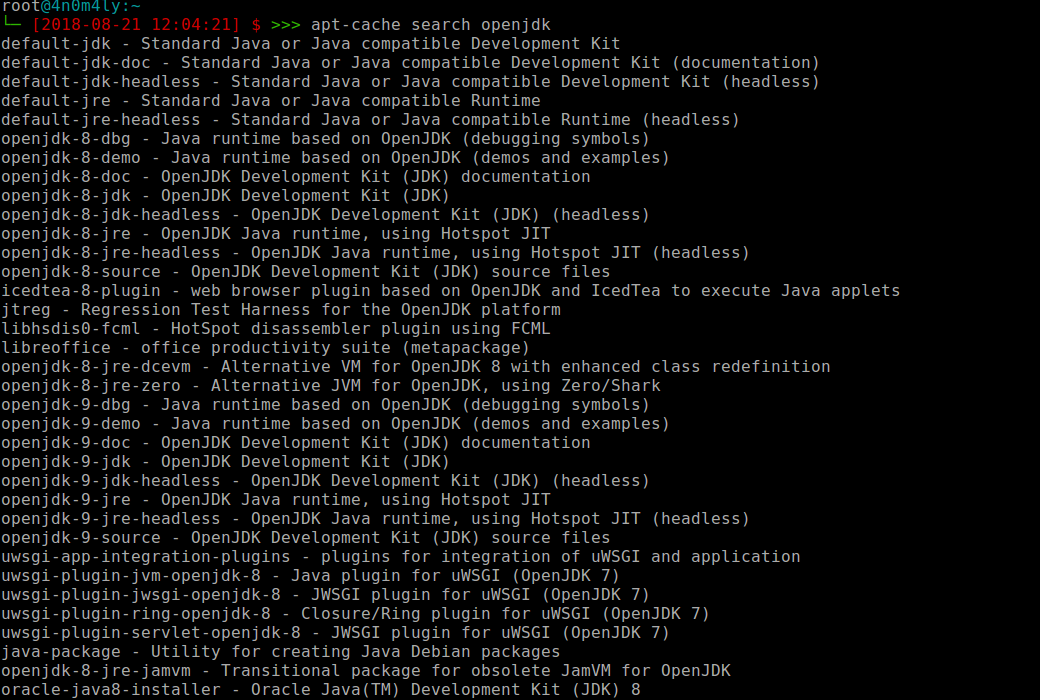 root@4n0m4ly:~
└─ [2018-08-21 12:04:21] $ >>> apt-cache search openjdk
default-jdk - Standard Java or Java compatible Development Kit
default-jdk-doc - Standard Java or Java compatible Development Kit (documentation)
default-jdk-headless - Standard Java or Java compatible Development Kit (headless)
default-jre - Standard Java or Java compatible Runtime
default-jre-headless - Standard Java or Java compatible Runtime (headless)
openjdk-8-dbg - Java runtime based on OpenJDK (debugging symbols)
openjdk-8-demo - Java runtime based on OpenJDK (demos and examples)
openjdk-8-doc - OpenJDK Development Kit (JDK) documentation
openjdk-8-jdk - OpenJDK Development Kit (JDK)
openjdk-8-jdk-headless - OpenJDK Development Kit (JDK) (headless)
openjdk-8-jre - OpenJDK Java runtime, using Hotspot JIT
openjdk-8-jre-headless - OpenJDK Java runtime, using Hotspot JIT (headless)
openjdk-8-source - OpenJDK Development Kit (JDK) source files
icedtea-8-plugin - web browser plugin based on OpenJDK and IcedTea to execute Java applets
jtreg - Regression Test Harness for the OpenJDK platform
libhsdis0-fcml - HotSpot disassembler plugin using FCML
libreoffice - office productivity suite (metapackage)
openjdk-8-jre-dcevm - Alternative VM for OpenJDK 8 with enhanced class redefinition
openjdk-8-jre-zero - Alternative JVM for OpenJDK, using Zero/Shark
openjdk-9-dbg - Java runtime based on OpenJDK (debugging symbols)
openjdk-9-demo - Java runtime based on OpenJDK (demos and examples)
openjdk-9-doc - OpenJDK Development Kit (JDK) documentation
openjdk-9-jdk - OpenJDK Development Kit (JDK)
openjdk-9-jdk-headless - OpenJDK Development Kit (JDK) (headless)
openjdk-9-jre - OpenJDK Java runtime, using Hotspot JIT
openjdk-9-jre-headless - OpenJDK Java runtime, using Hotspot JIT (headless)
openjdk-9-source - OpenJDK Development Kit (JDK) source files
uwsgi-app-integration-plugins - plugins for integration of uWSGI and application
uwsgi-plugin-jvm-openjdk-8 - Java plugin for uWSGI (OpenJDK 7)
uwsgi-plugin-jwsgi-openjdk-8 - JWSGI plugin for uWSGI (OpenJDK 7)
uwsgi-plugin-ring-openjdk-8 - Closure/Ring plugin for uWSGI (OpenJDK 7)
uwsgi-plugin-servlet-openjdk-8 - JWSGI plugin for uWSGI (OpenJDK 7)
java-package - Utility for creating Java Debian packages
openjdk-8-jre-jamvm - Transitional package for obsolete JamVM for OpenJDK
oracle-java8-installer - Oracle Java(TM) Development Kit (JDK) 8